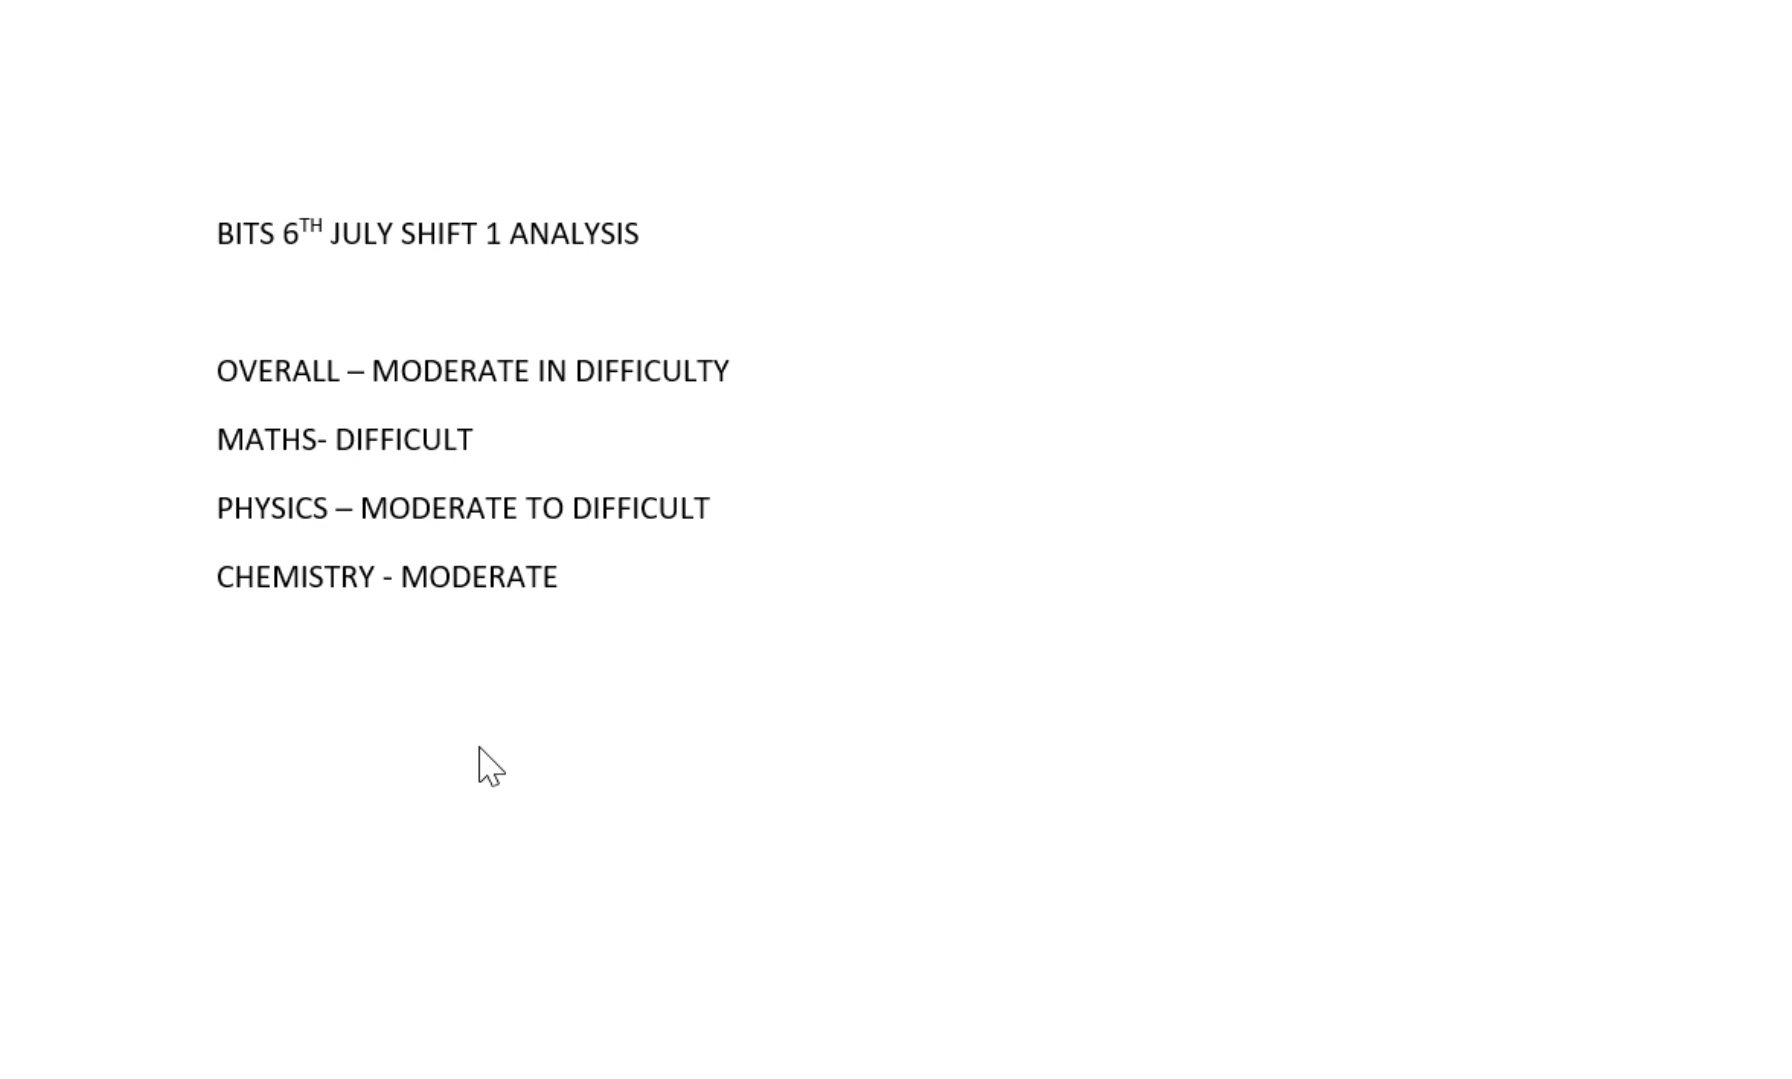 BITS 6TH JULY SHIFT 1 ANALYSIS
OVERALL – MODERATE IN DIFFICULTY
MATHS- DIFFICULT
PHYSICS – MODERATE TO DIFFICULT
CHEMISTRY - MODERATE